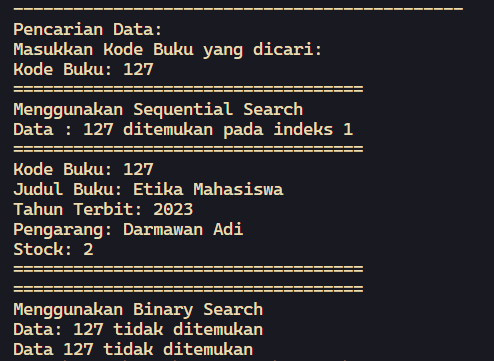 =============================================
Pencarian Data:
Masukkan Kode Buku yang dicari:
Kode Buku: 127
===================================
Menggunakan Sequential Search
Data : 127 ditemukan pada indeks 1
===================================
Kode Buku: 127
Judul Buku: Etika Mahasiswa
Tahun Terbit: 2023
Pengarang: Darmawan Adi
Stock: 2
===================================
===================================
Menggunakan Binary Search
Data: 127 tidak ditemukan
Data 127 tidak ditemukan